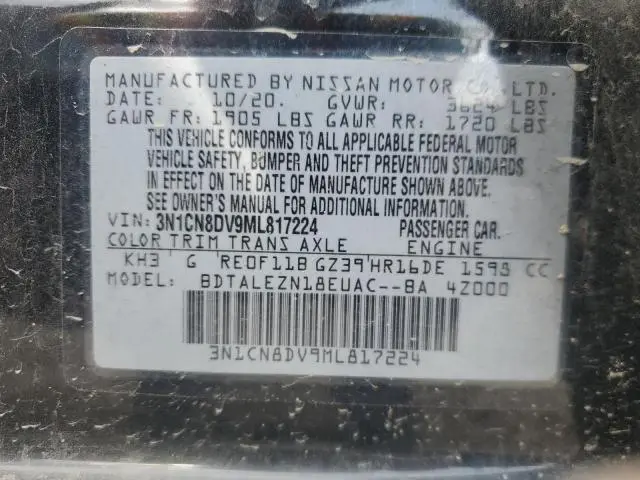 MANUFACTURED BY NISSAN MOTOR CO., LTD.
DATE: 10/20. GVWR: 3624 LBS
GAWR FR: 1905 LBS GAWR RR: 1720 LBS
THIS VEHICLE CONFORMS TO ALL APPLICABLE FEDERAL MOTOR
VEHICLE SAFETY, BUMPER AND THEFT PREVENTION STANDARDS
IN EFFECT ON THE DATE OF MANUFACTURE SHOWN ABOVE.
SEE OWNER'S MANUAL FOR ADDITIONAL INFORMATION.
VIN: 3N1CN8DV9ML817224 PASSENGER CAR.
COLOR TRIM TRANS AXLE ENGINE
KH3 G RE0F11B GZ39 HR16DE 1598 CC
MODEL: BDTALEZN18EUAC--BA 4Z000
3N1CN8DV9ML817224